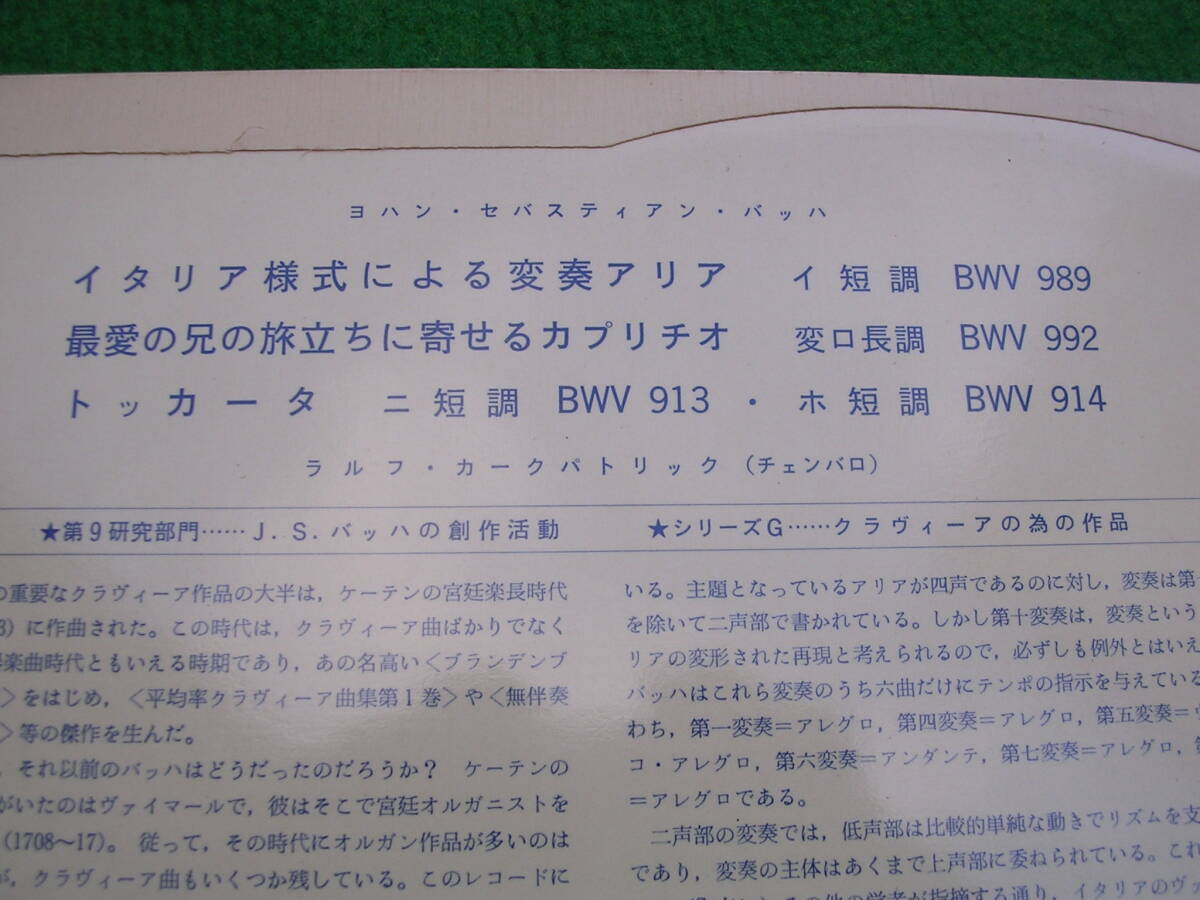 ヨハン・セバスティアン・バッハ
イタリア様式による変奏アリア イ短調 BWV 989
最愛の兄の旅立ちに寄せるカプリチオ 変ロ長調 BWV 992
トッカータ ニ短調 BWV 913・ホ短調 BWV 914
ラルフ・カークパトリック(チェンバロ)
★第9研究部門……J.S.バッハの創作活動
★シリーズG……クラヴィーアの為の作品
の重要なクラヴィーア作品の大半は,ケーテンの宮廷楽長時代
3)に作曲された。この時代は,クラヴィーア曲ばかりでなく
楽曲時代ともいえる時期であり,あの名高い<ブランデンブ
>をはじめ,<平均率クラヴィーア曲集第1巻>や<無伴奏
>等の傑作を生んだ。
それ以前のバッハはどうだったのだろうか? ケーテンの
がいたのはヴァイマールで,彼はそこで宮廷オルガニストを
(1708〜17)。従って,その時代にオルガン作品が多いのは
が,クラヴィーア曲もいくつか残している。このレコードに
いる。主題となっているアリアが四声であるのに対し,変奏は第
を除いて二声部で書かれている。しかし第十変奏は,変奏という
リアの変形された再現と考えられるので,必ずしも例外とはいえ
バッハはこれら変奏のうち六曲だけにテンポの指示を与えている
わち,第一変奏=アレグロ,第四変奏=アレグロ,第五変奏=
コ・アレグロ,第六変奏=アンダンテ,第七変奏=アレグロ,
=アレグロである。
二声部の変奏では,低声部は比較的単純な動きでリズムを支
であり,変奏の主体はあくまで上声部に委ねられている。これ
の他の学者が指摘する通り,イタリアのヴァ